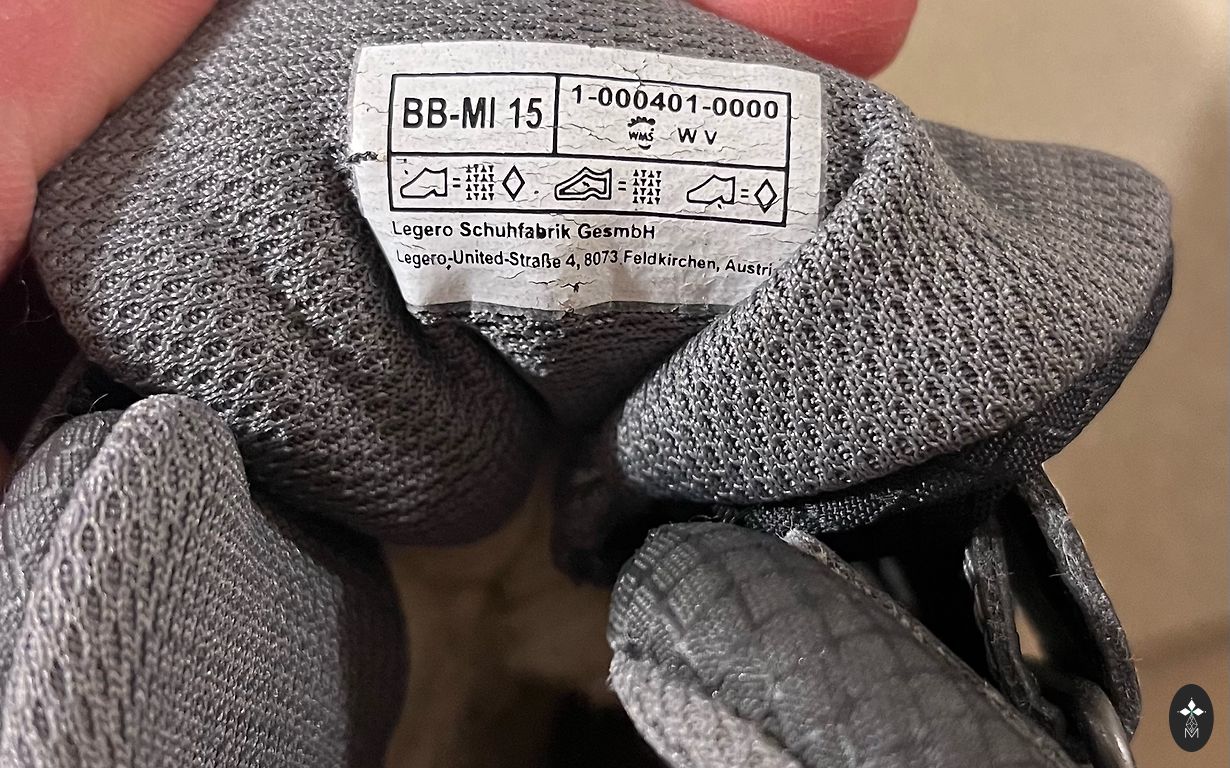 BB-MI 15
1-000401-0000
WMS W V
Legero Schuhfabrik GesmbH
Legero-United-Straße 4, 8073 Feldkirchen, Austri
M